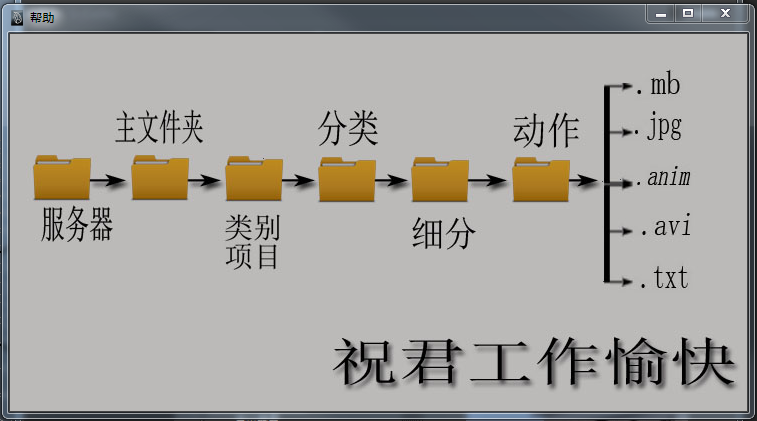 帮助
主文件夹
分类
动作
服务器
类别
项目
细分
.mb
.jpg
.anim
.avi
.txt
祝君工作愉快